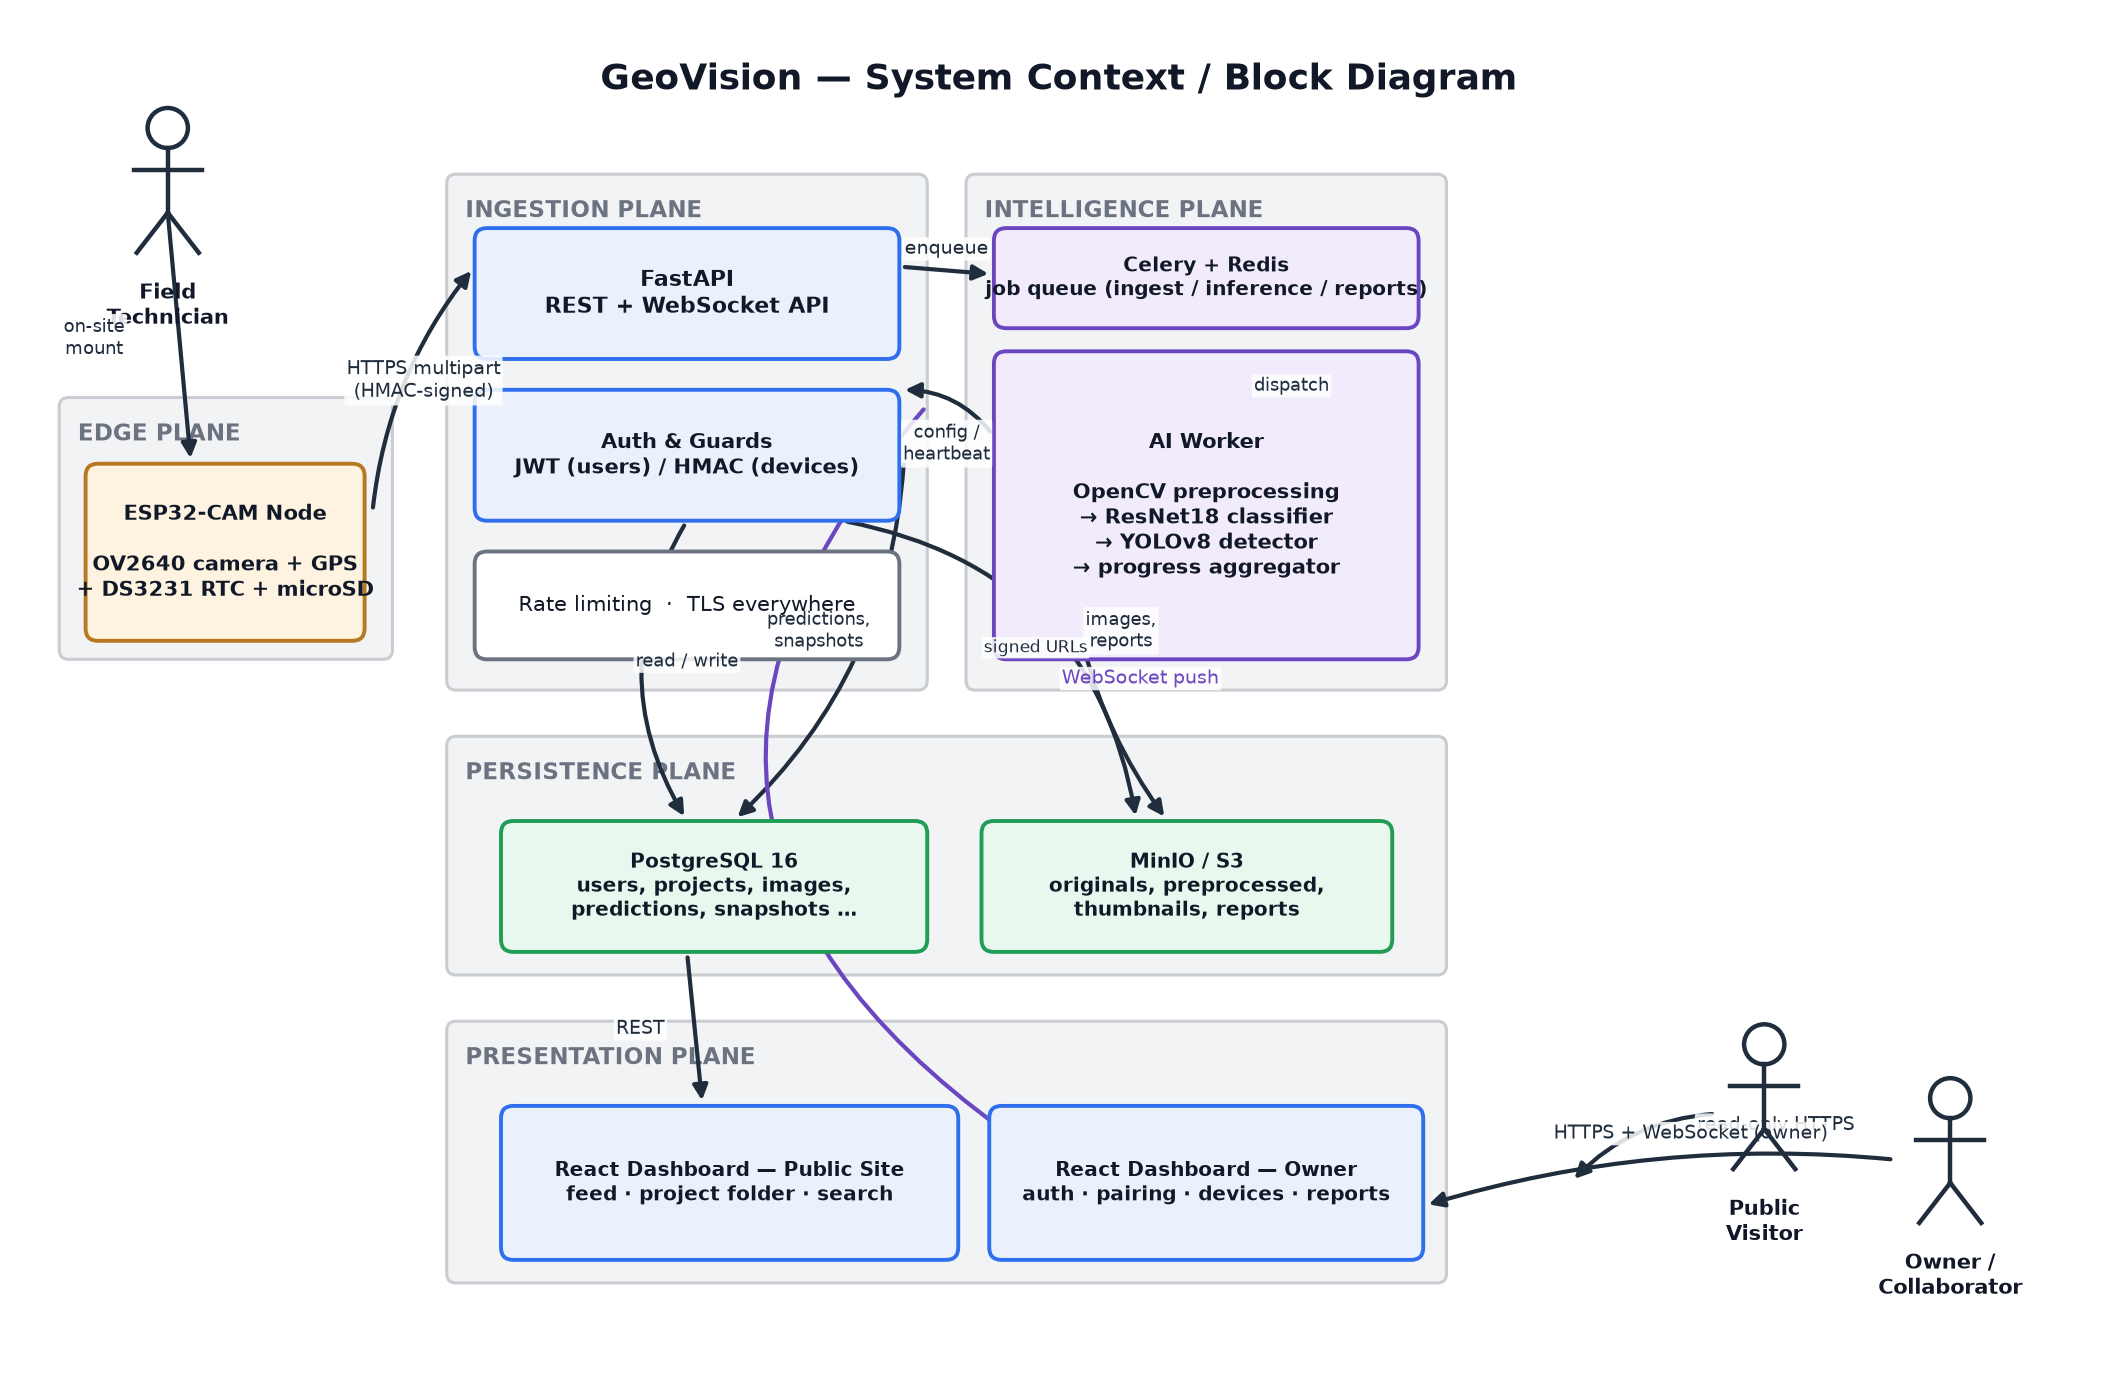 GeoVision — System Context / Block Diagram
Field
Technician
on-site
mount
EDGE PLANE
ESP32-CAM Node
OV2640 camera + GPS
+ DS3231 RTC + microSD
HTTPS multipart
(HMAC-signed)
INGESTION PLANE
FastAPI
REST + WebSocket API
Auth & Guards
JWT (users) / HMAC (devices)
Rate limiting · TLS everywhere
predictions,
snapshots
read / write
enqueue
config /
heartbeat
INTELLIGENCE PLANE
Celery + Redis
job queue (ingest / inference / reports)
dispatch
AI Worker
OpenCV preprocessing
→ ResNet18 classifier
→ YOLOv8 detector
→ progress aggregator
images,
reports
signed URLs
WebSocket push
PERSISTENCE PLANE
PostgreSQL 16
users, projects, images,
predictions, snapshots ...
MinIO / S3
originals, preprocessed,
thumbnails, reports
REST
PRESENTATION PLANE
React Dashboard — Public Site
feed · project folder · search
React Dashboard — Owner
auth · pairing · devices · reports
read-only HTTPS
HTTPS + WebSocket (owner)
Public
Visitor
Owner /
Collaborator